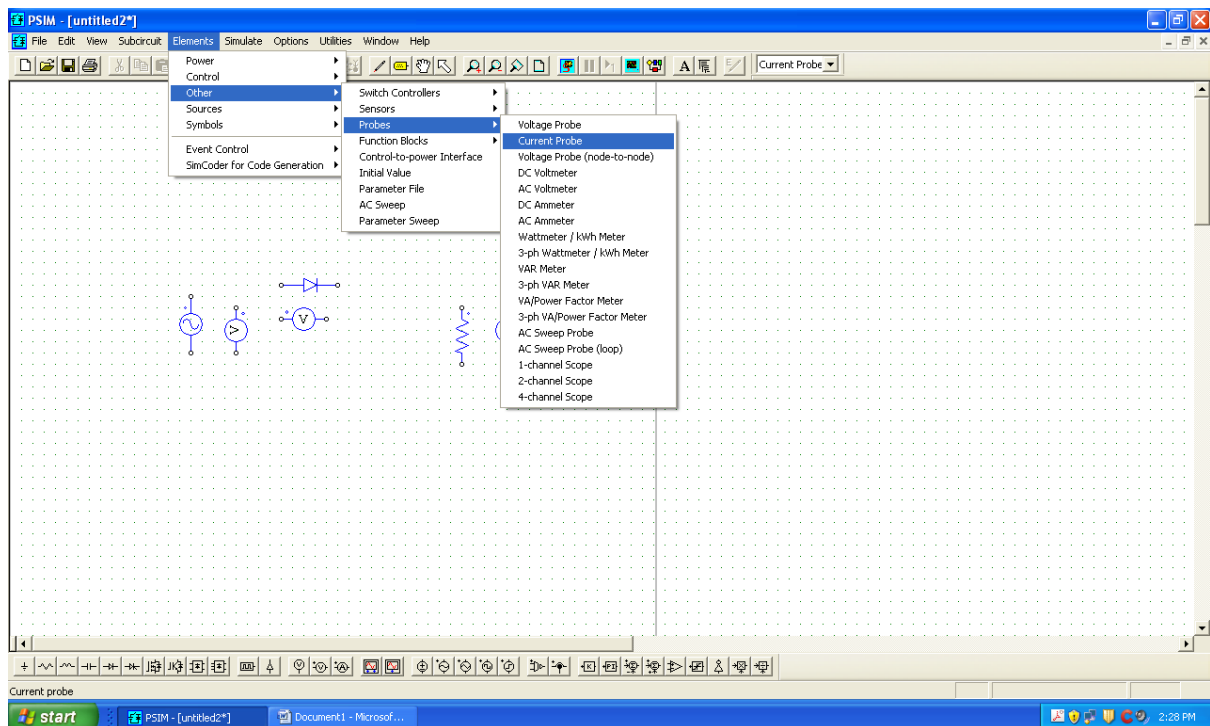 PSIM - [untitled2*]
File Edit View Subcircuit Elements Simulate Options Utilities Window Help
Current Probe
Power
Control
Other
Sources
Symbols
Event Control
SimCoder for Code Generation
Switch Controllers
Sensors
Probes
Function Blocks
Control-to-power Interface
Initial Value
Parameter File
AC Sweep
Parameter Sweep
Voltage Probe
Current Probe
Voltage Probe (node-to-node)
DC Voltmeter
AC Voltmeter
DC Ammeter
AC Ammeter
Wattmeter / kWh Meter
3-ph Wattmeter / kWh Meter
VAR Meter
3-ph VAR Meter
VA/Power Factor Meter
3-ph VA/Power Factor Meter
AC Sweep Probe
AC Sweep Probe (loop)
1-channel Scope
2-channel Scope
4-channel Scope
V
V
Current probe
start
PSIM - [untitled2*]
Document1 - Microsof...
2:28 PM